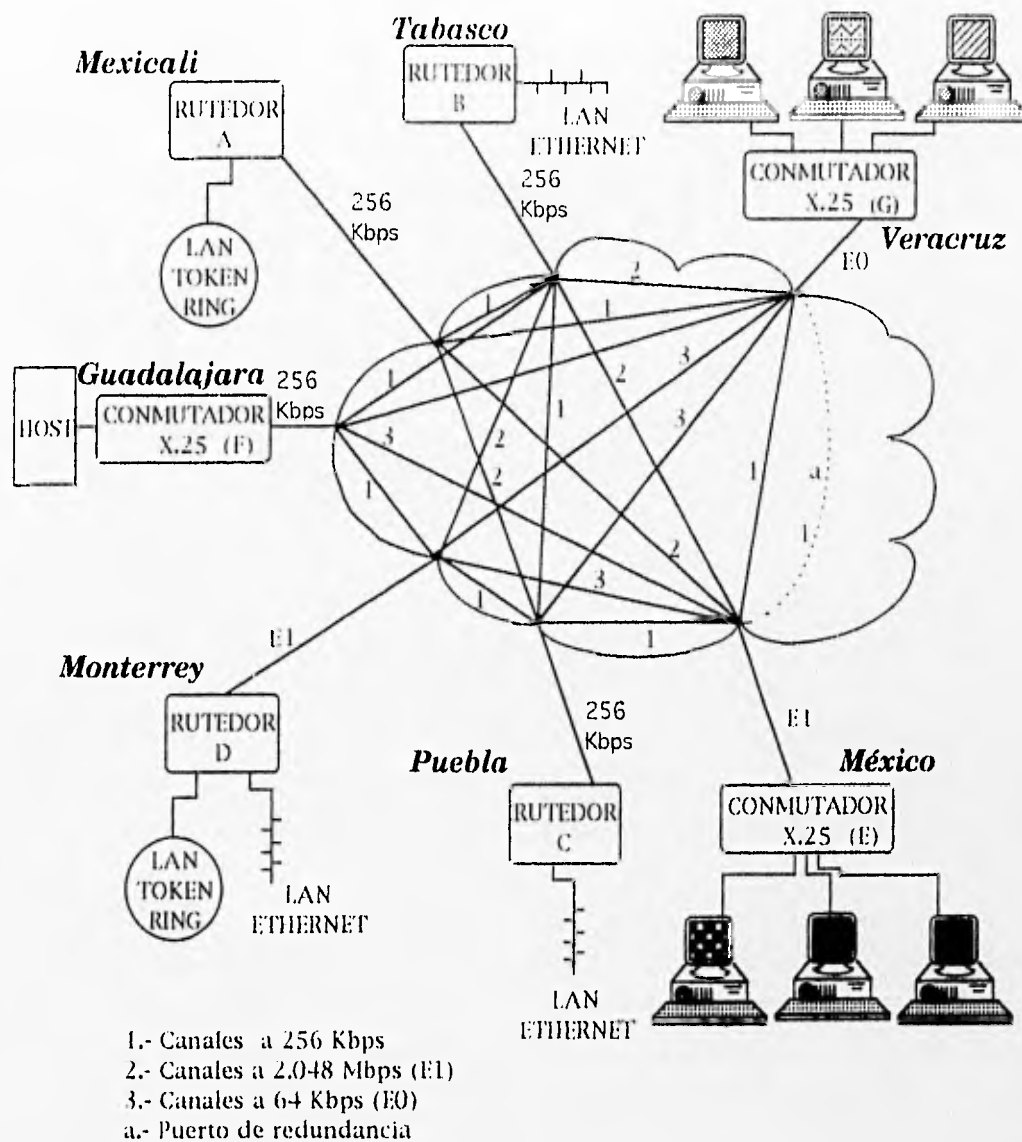 Tabasco
Mexicali
RUTEDOR
A
RUTEDOR
B
LAN
ETHERNET
CONMUTADOR
X.25 (G)
Veracruz
E0
256
Kbps
256
Kbps
LAN
TOKEN
RING
Guadalajara
256
Kbps
HOST
CONMUTADOR
X.25 (F)
2
1
1
1
3
2
3
2
1
3
2
1
a
1
2
1
3
1
1
E1
Monterrey
RUTEDOR
D
LAN
TOKEN
RING
LAN
ETHERNET
256
Kbps
Puebla
RUTEDOR
C
LAN
ETHERNET
E1
México
CONMUTADOR
X.25 (E)
1.- Canales a 256 Kbps
2.- Canales a 2.048 Mbps (E1)
3.- Canales a 64 Kbps (E0)
a.- Puerto de redundancia